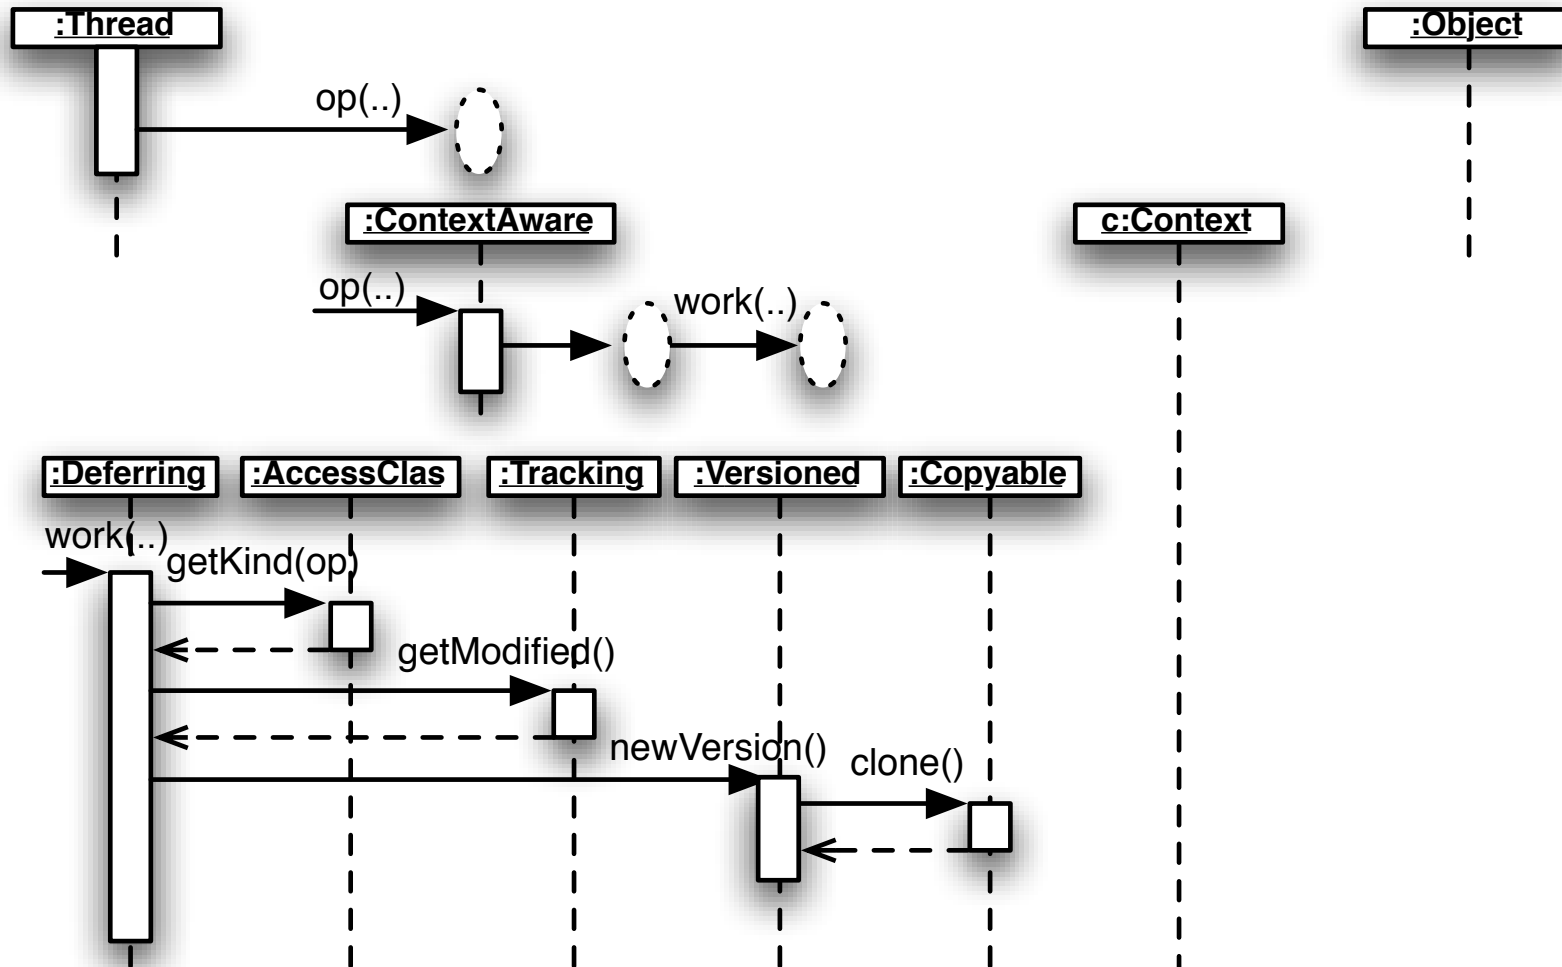 :Thread
:Object
op(..)
:ContextAware
c:Context
op(..)
work(..)
:Deferring
:AccessClas
:Tracking
:Versioned
:Copyable
work(..)
getKind(op)
getModified()
newVersion()
clone()